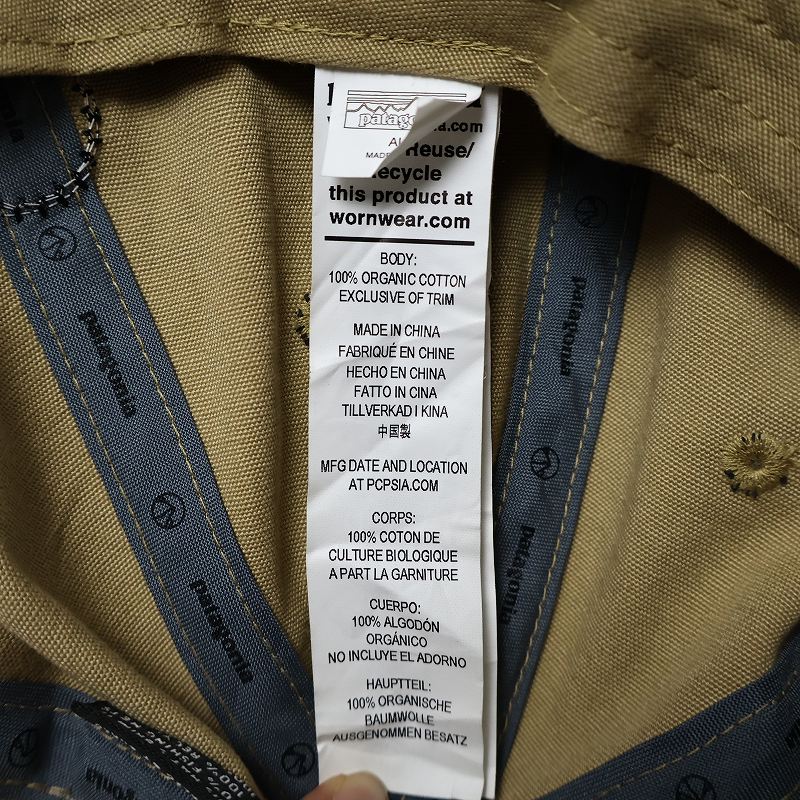 patagonia
patag
.com
Reuse/
ecycle
this product at
wornwear.com
BODY:
100% ORGANIC COTTON
EXCLUSIVE OF TRIM
MADE IN CHINA
FABRIQUÉ EN CHINE
HECHO EN CHINA
FATTO IN CINA
TILLVERKAD I KINA
中国製
MFG DATE AND LOCATION
AT PCPSIA.COM
CORPS:
100% COTON DE
CULTURE BIOLOGIQUE
A PART LA GARNITURE
CUERPO:
100% ALGODÓN
ORGÁNICO
NO INCLUYE EL ADORNO
HAUPTTEIL:
100% ORGANISCHE
BAUMWOLLE
AUSGENOMMEN BESATZ
patagonia
patagonia
patagonia